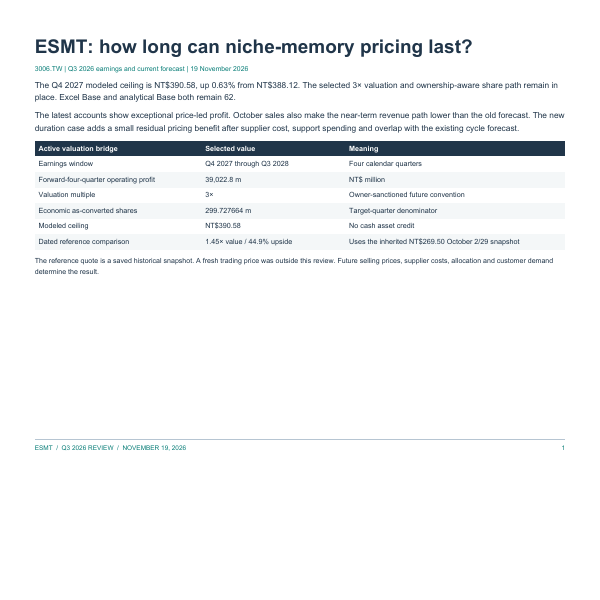 ESMT: how long can niche-memory pricing last?
3006.TW | Q3 2026 earnings and current forecast | 19 November 2026
The Q4 2027 modeled ceiling is NT$390.58, up 0.63% from NT$388.12. The selected 3× valuation and ownership-aware share path remain in
place. Excel Base and analytical Base both remain 62.
The latest accounts show exceptional price-led profit. October sales also make the near-term revenue path lower than the old forecast. The new
duration case adds a small residual pricing benefit after supplier cost, support spending and overlap with the existing cycle forecast.
Active valuation bridge Selected value Meaning
Earnings window Q4 2027 through Q3 2028 Four calendar quarters
Forward-four-quarter operating profit 39,022.8 m NT$ million
Valuation multiple 3× Owner-sanctioned future convention
Economic as-converted shares 299.727664 m Target-quarter denominator
Modeled ceiling NT$390.58 No cash asset credit
Dated reference comparison 1.45× value / 44.9% upside Uses the inherited NT$269.50 October 2/29 snapshot
The reference quote is a saved historical snapshot. A fresh trading price was outside this review. Future selling prices, supplier costs, allocation and customer demand
determine the result.
ESMT / Q3 2026 REVIEW / NOVEMBER 19, 2026 1